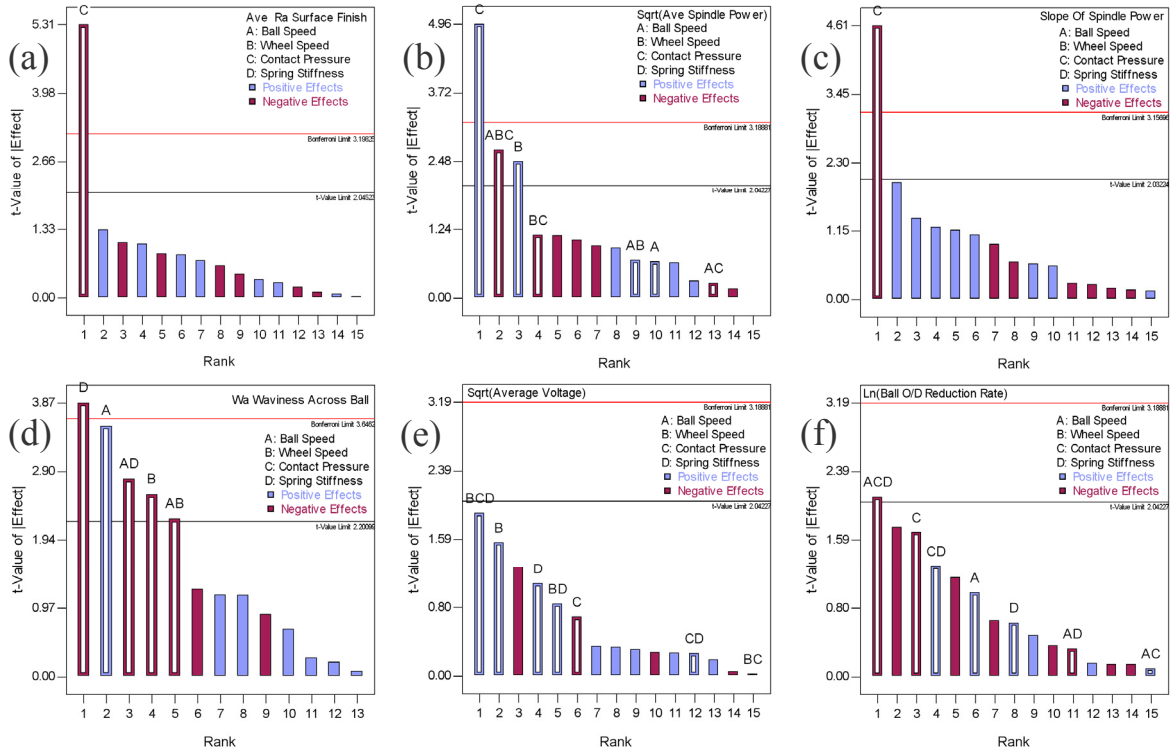 (a)
Ave Ra Surface Finish
A: Ball Speed
B: Wheel Speed
C: Contact Pressure
D: Spring Stiffness
Positive Effects
Negative Effects
C
5.31
3.98
2.66
1.33
0.00
t-Value of |Effect|
Bonferroni Limit 3.19825
t-Value Limit 2.04523
1 2 3 4 5 6 7 8 9 10 11 12 13 14 15
Rank
(b)
Sqrt(Ave Spindle Power)
A: Ball Speed
B: Wheel Speed
C: Contact Pressure
D: Spring Stiffness
Positive Effects
Negative Effects
C
ABC
B
BC
AB
A
AC
4.96
3.72
2.48
1.24
0.00
t-Value of |Effect|
Bonferroni Limit 3.18881
t-Value Limit 2.04227
1 2 3 4 5 6 7 8 9 10 11 12 13 14
Rank
(c)
Slope Of Spindle Power
A: Ball Speed
B: Wheel Speed
C: Contact Pressure
D: Spring Stiffness
Positive Effects
Negative Effects
C
4.61
3.45
2.30
1.15
0.00
t-Value of |Effect|
Bonferroni Limit 3.15696
t-Value Limit 2.03224
1 2 3 4 5 6 7 8 9 10 11 12 13 14 15
Rank
(d)
Wa Waviness Across Ball
A: Ball Speed
B: Wheel Speed
C: Contact Pressure
D: Spring Stiffness
Positive Effects
Negative Effects
D
A
AD
B
AB
3.87
2.90
1.94
0.97
0.00
t-Value of |Effect|
Bonferroni Limit 3.6462
t-Value Limit 2.20099
1 2 3 4 5 6 7 8 9 10 11 12 13
Rank
(e)
Sqrt(Average Voltage)
A: Ball Speed
B: Wheel Speed
C: Contact Pressure
D: Spring Stiffness
Positive Effects
Negative Effects
BCD
B
D
BD
C
CD
BC
3.19
2.39
1.59
0.80
0.00
t-Value of |Effect|
Bonferroni Limit 3.18881
t-Value Limit 2.04227
1 2 3 4 5 6 7 8 9 10 11 12 13 14 15
Rank
(f)
Ln(Ball O/D Reduction Rate)
A: Ball Speed
B: Wheel Speed
C: Contact Pressure
D: Spring Stiffness
Positive Effects
Negative Effects
ACD
C
CD
A
D
AD
AC
3.19
2.39
1.59
0.80
0.00
t-Value of |Effect|
Bonferroni Limit 3.18881
t-Value Limit 2.04227
1 2 3 4 5 6 7 8 9 10 11 12 13 14 15
Rank